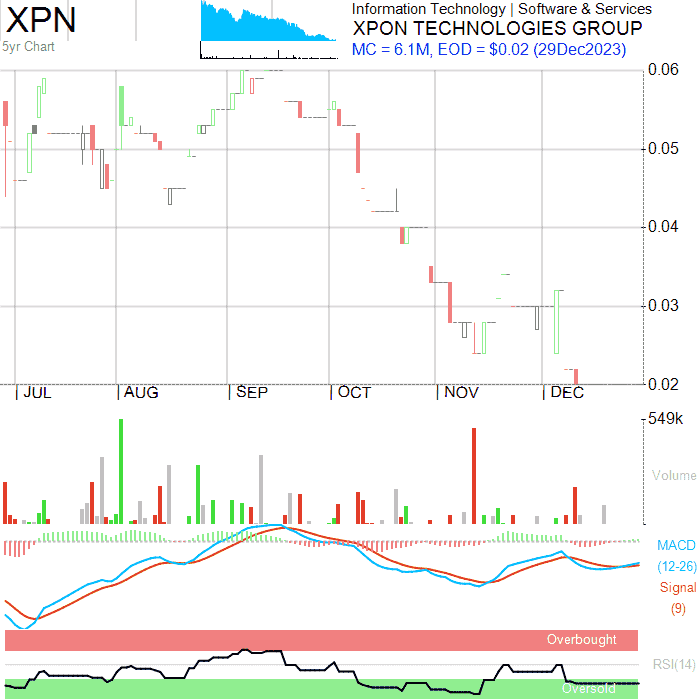 XPN
5yr Chart
Information Technology | Software & Services
XPON TECHNOLOGIES GROUP
MC = 6.1M, EOD = $0.02 (29Dec2023)
0.06
0.05
0.04
0.03
0.02
| JUL | AUG | SEP | OCT | NOV | DEC
549k
Volume
MACD
(12-26)
Signal
(9)
Overbought
RSI(14)
Oversold